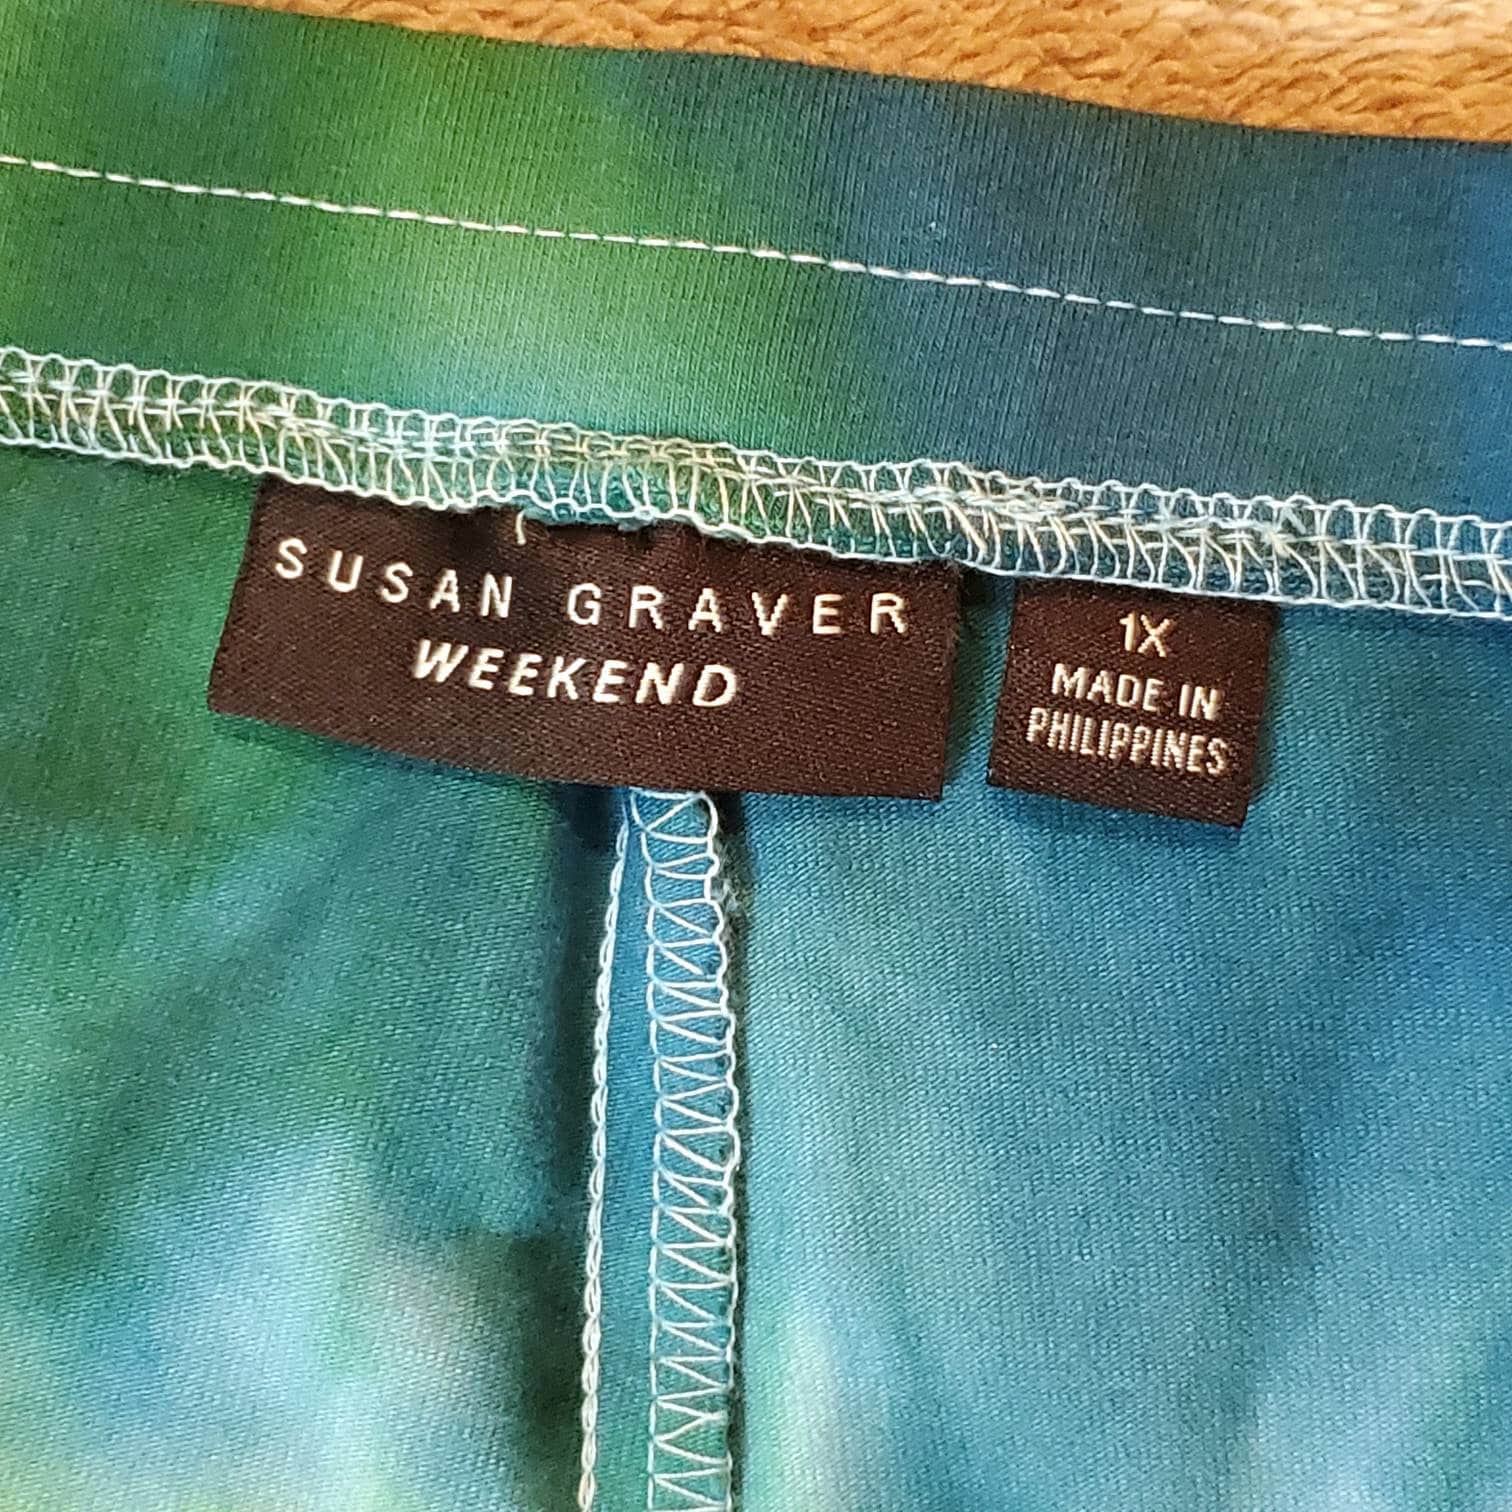 SUSAN GRAVER
WEEKEND
1X
MADE IN
PHILIPPINES